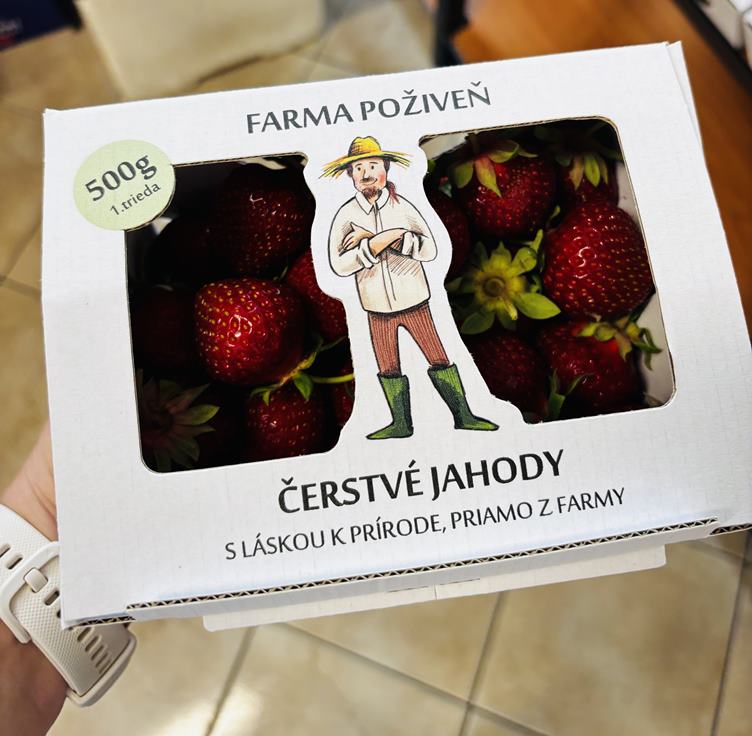 FARMA POŽIVEŇ
500g
1.trieda
ČERSTVÉ JAHODY
S LÁSKOU K PRÍRODE, PRIAMO Z FARMY